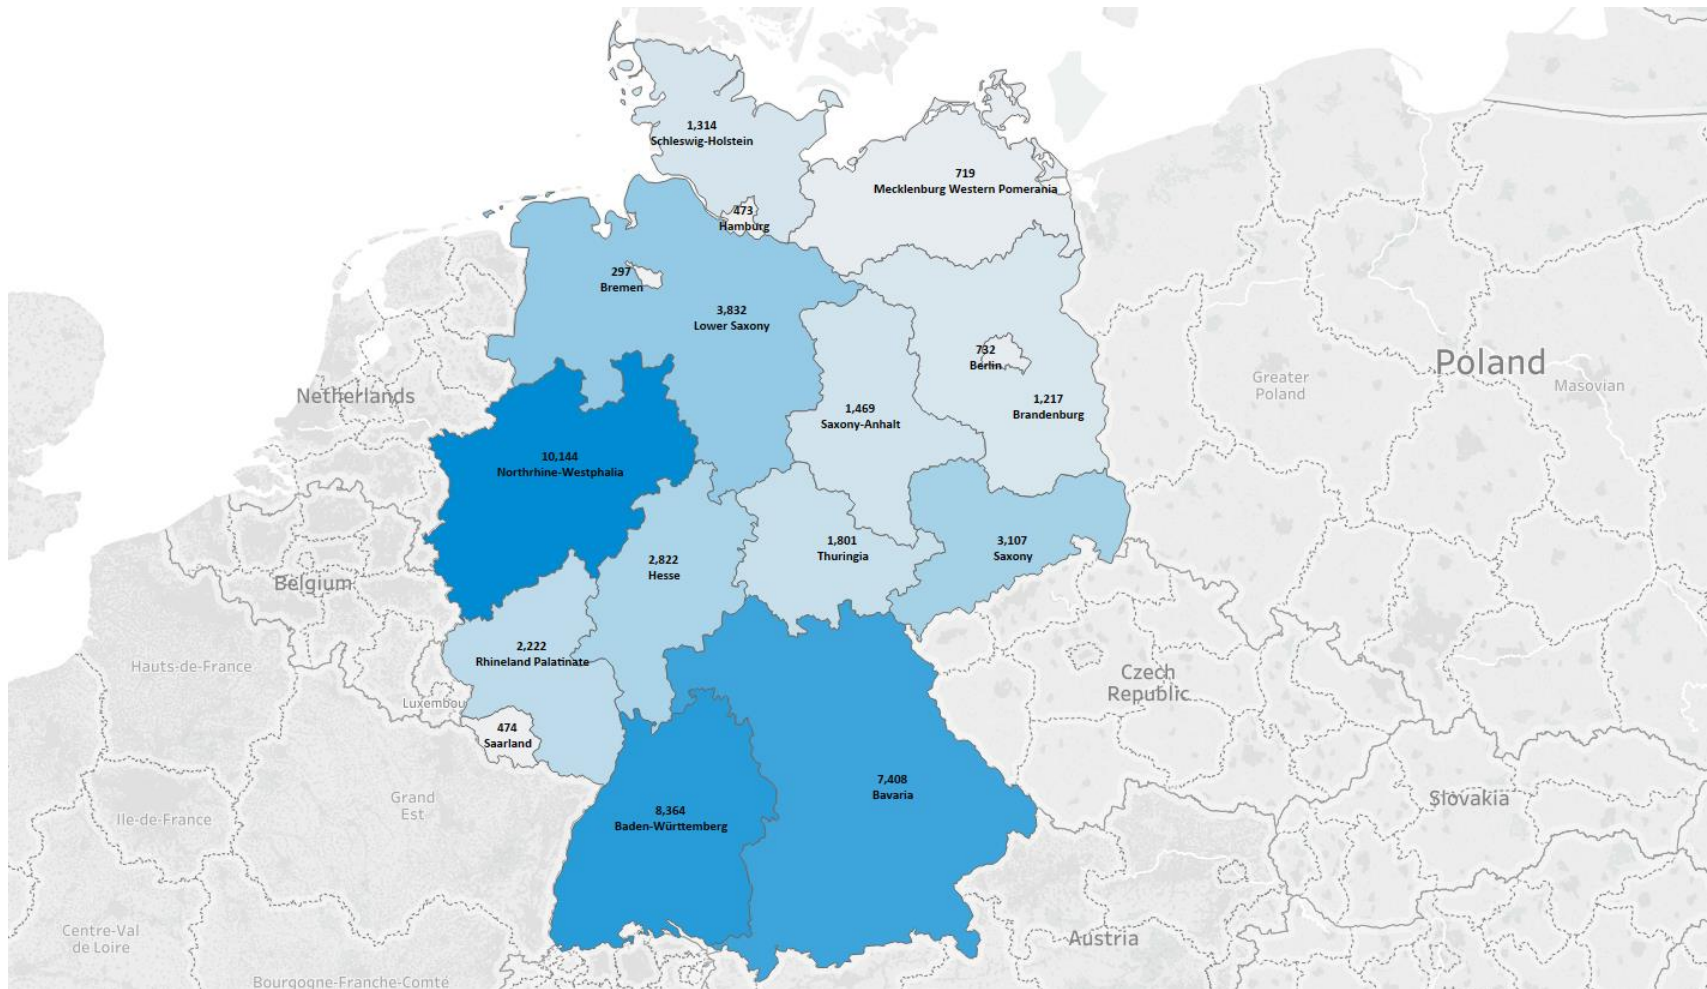 1,314
Schleswig-Holstein
719
Mecklenburg Western Pomerania
473
Hamburg
297
Bremen
3,832
Lower Saxony
732
Berlin
1,217
Brandenburg
1,469
Saxony-Anhalt
Poland
Greater
Poland
Masovian
Netherlands
10,144
Northrhine-Westphalia
1,801
Thuringia
3,107
Saxony
2,822
Hesse
Belgium
2,222
Rhineland Palatinate
Hauts-de-France
Luxembou
474
Saarland
Czech
Republic
7,408
Bavaria
8,364
Baden-Württemberg
Grand
Est
Ile-de-France
Slovakia
Centre-Val
de Loire
Austria
Bourgogne-Franche-Comté